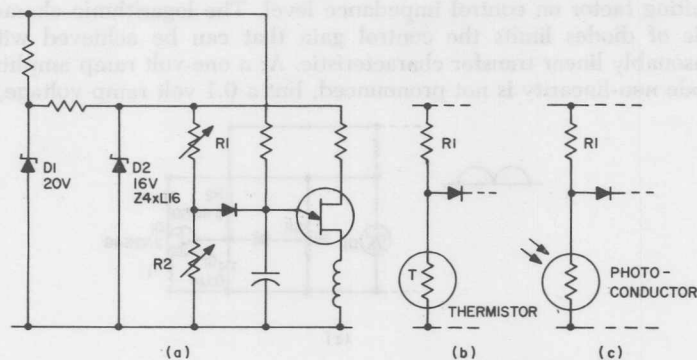 R1
R1
R1
D1
20V
D2
16V
Z4xL16
R2
T
THERMISTOR
PHOTO-
CONDUCTOR
(a)
(b)
(c)